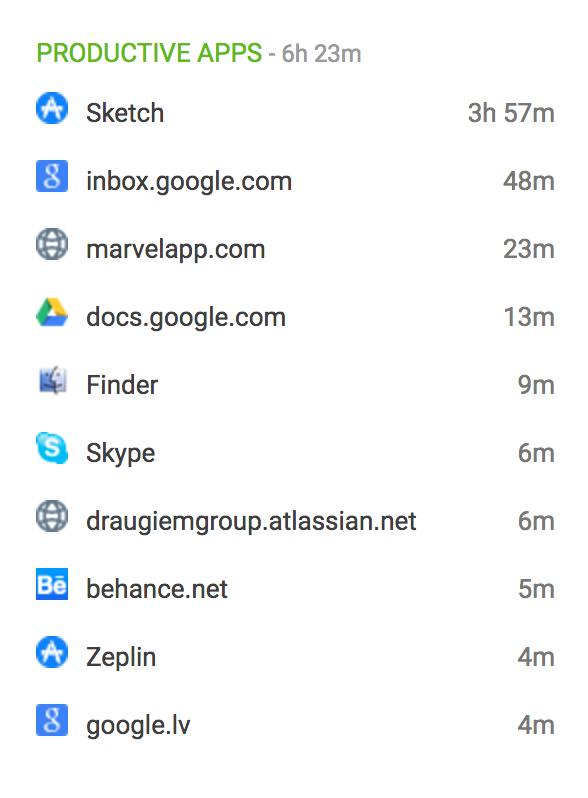 PRODUCTIVE APPS - 6h 23m
Sketch 3h 57m
inbox.google.com 48m
marvelapp.com 23m
docs.google.com 13m
Finder 9m
Skype 6m
draugiemgroup.atlassian.net 6m
Bē behance.net 5m
Zeplin 4m
google.lv 4m